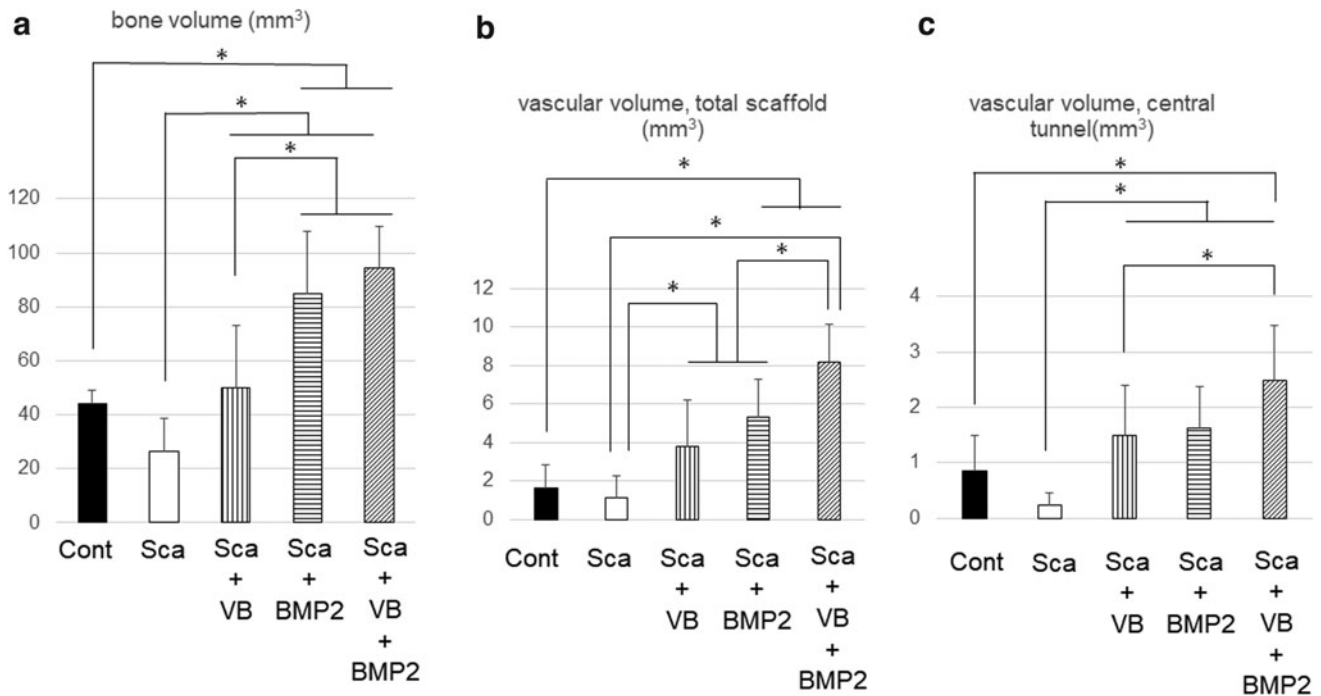 a
bone volume (mm³)
*
*
*
120
100
80
60
40
20
0
Cont
Sca
Sca
+
VB
Sca
+
BMP2
Sca
+
VB
+
BMP2
b
vascular volume, total scaffold
(mm³)
*
*
*
*
12
10
8
6
4
2
0
Cont
Sca
Sca
+
VB
Sca
+
BMP2
Sca
+
VB
+
BMP2
c
vascular volume, central
tunnel(mm³)
*
*
*
4
3
2
1
0
Cont
Sca
Sca
+
VB
Sca
+
BMP2
Sca
+
VB
+
BMP2